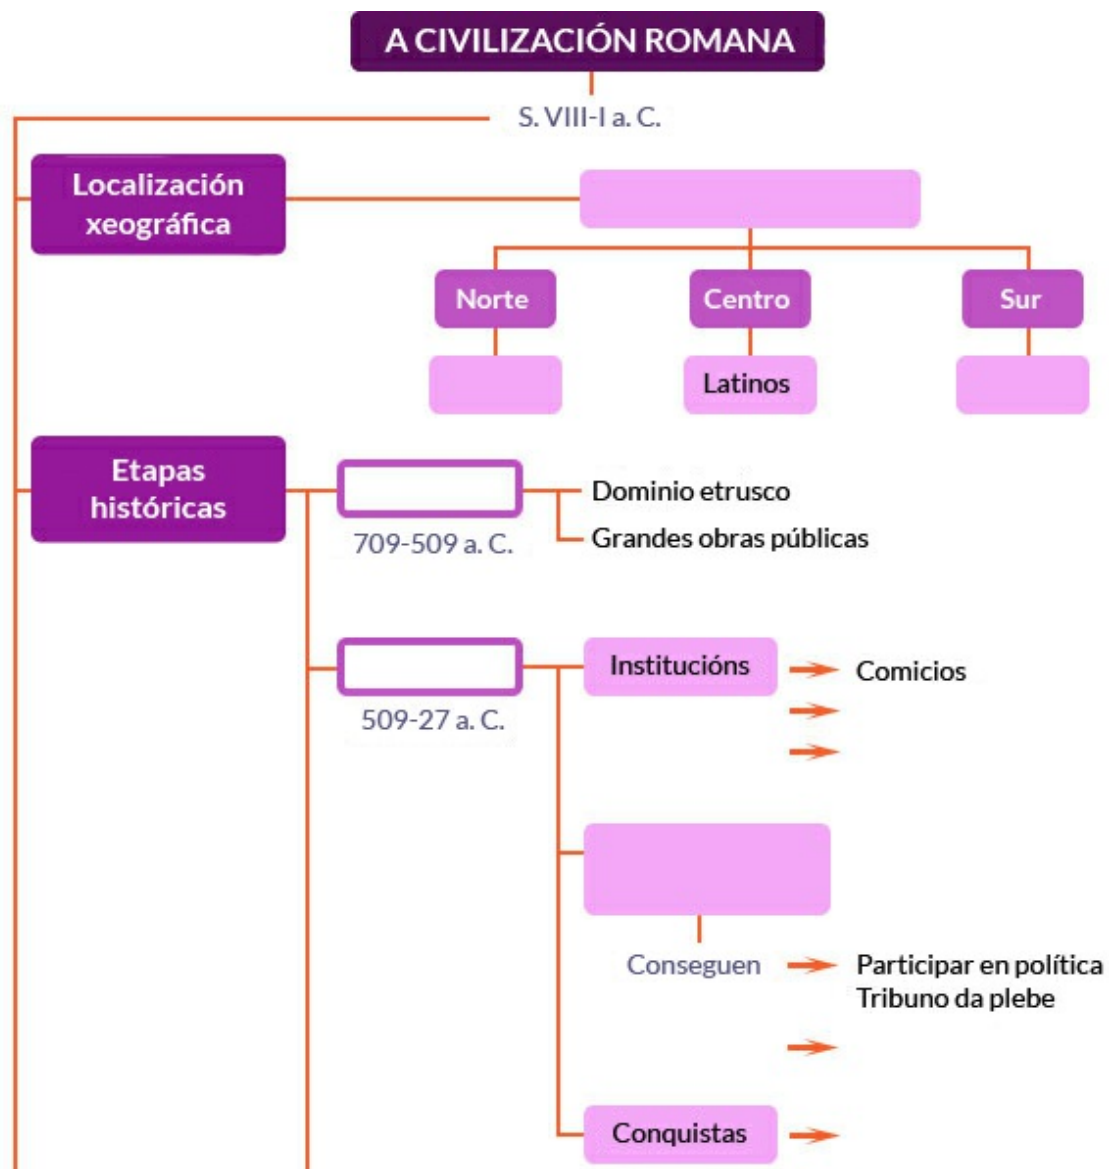 A CIVILIZACIÓN ROMANA
S. VIII-I a. C.
Localización
xeográfica
Norte
Centro
Sur
Latinos
Etapas
históricas
Dominio etrusco
709-509 a. C.
Grandes obras públicas
Institucións
Comicios
509-27 a. C.
Conseguen
Participar en política
Tribuno da plebe
Conquistas